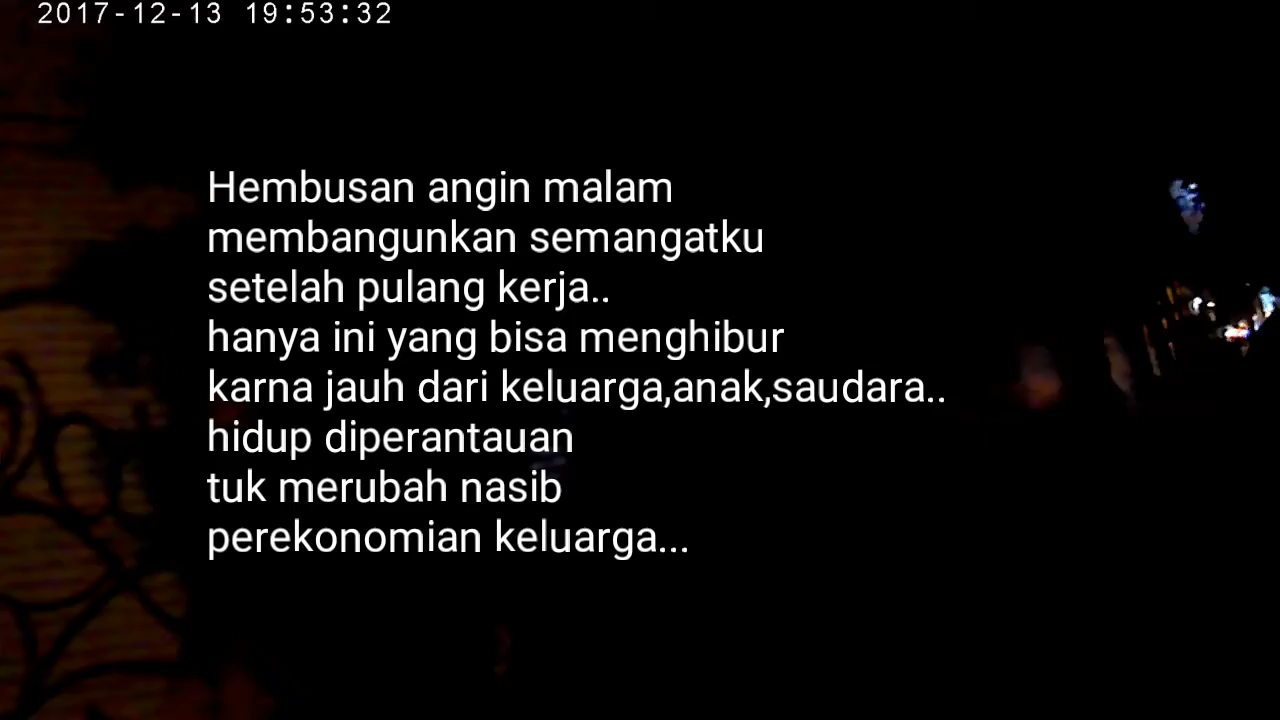 2017-12-13 19:53:32
Hembusan angin malam
membangunkan semangatku
setelah pulang kerja..
hanya ini yang bisa menghibur
karna jauh dari keluarga,anak,saudara..
hidup diperantauan
tuk merubah nasib
perekonomian keluarga...